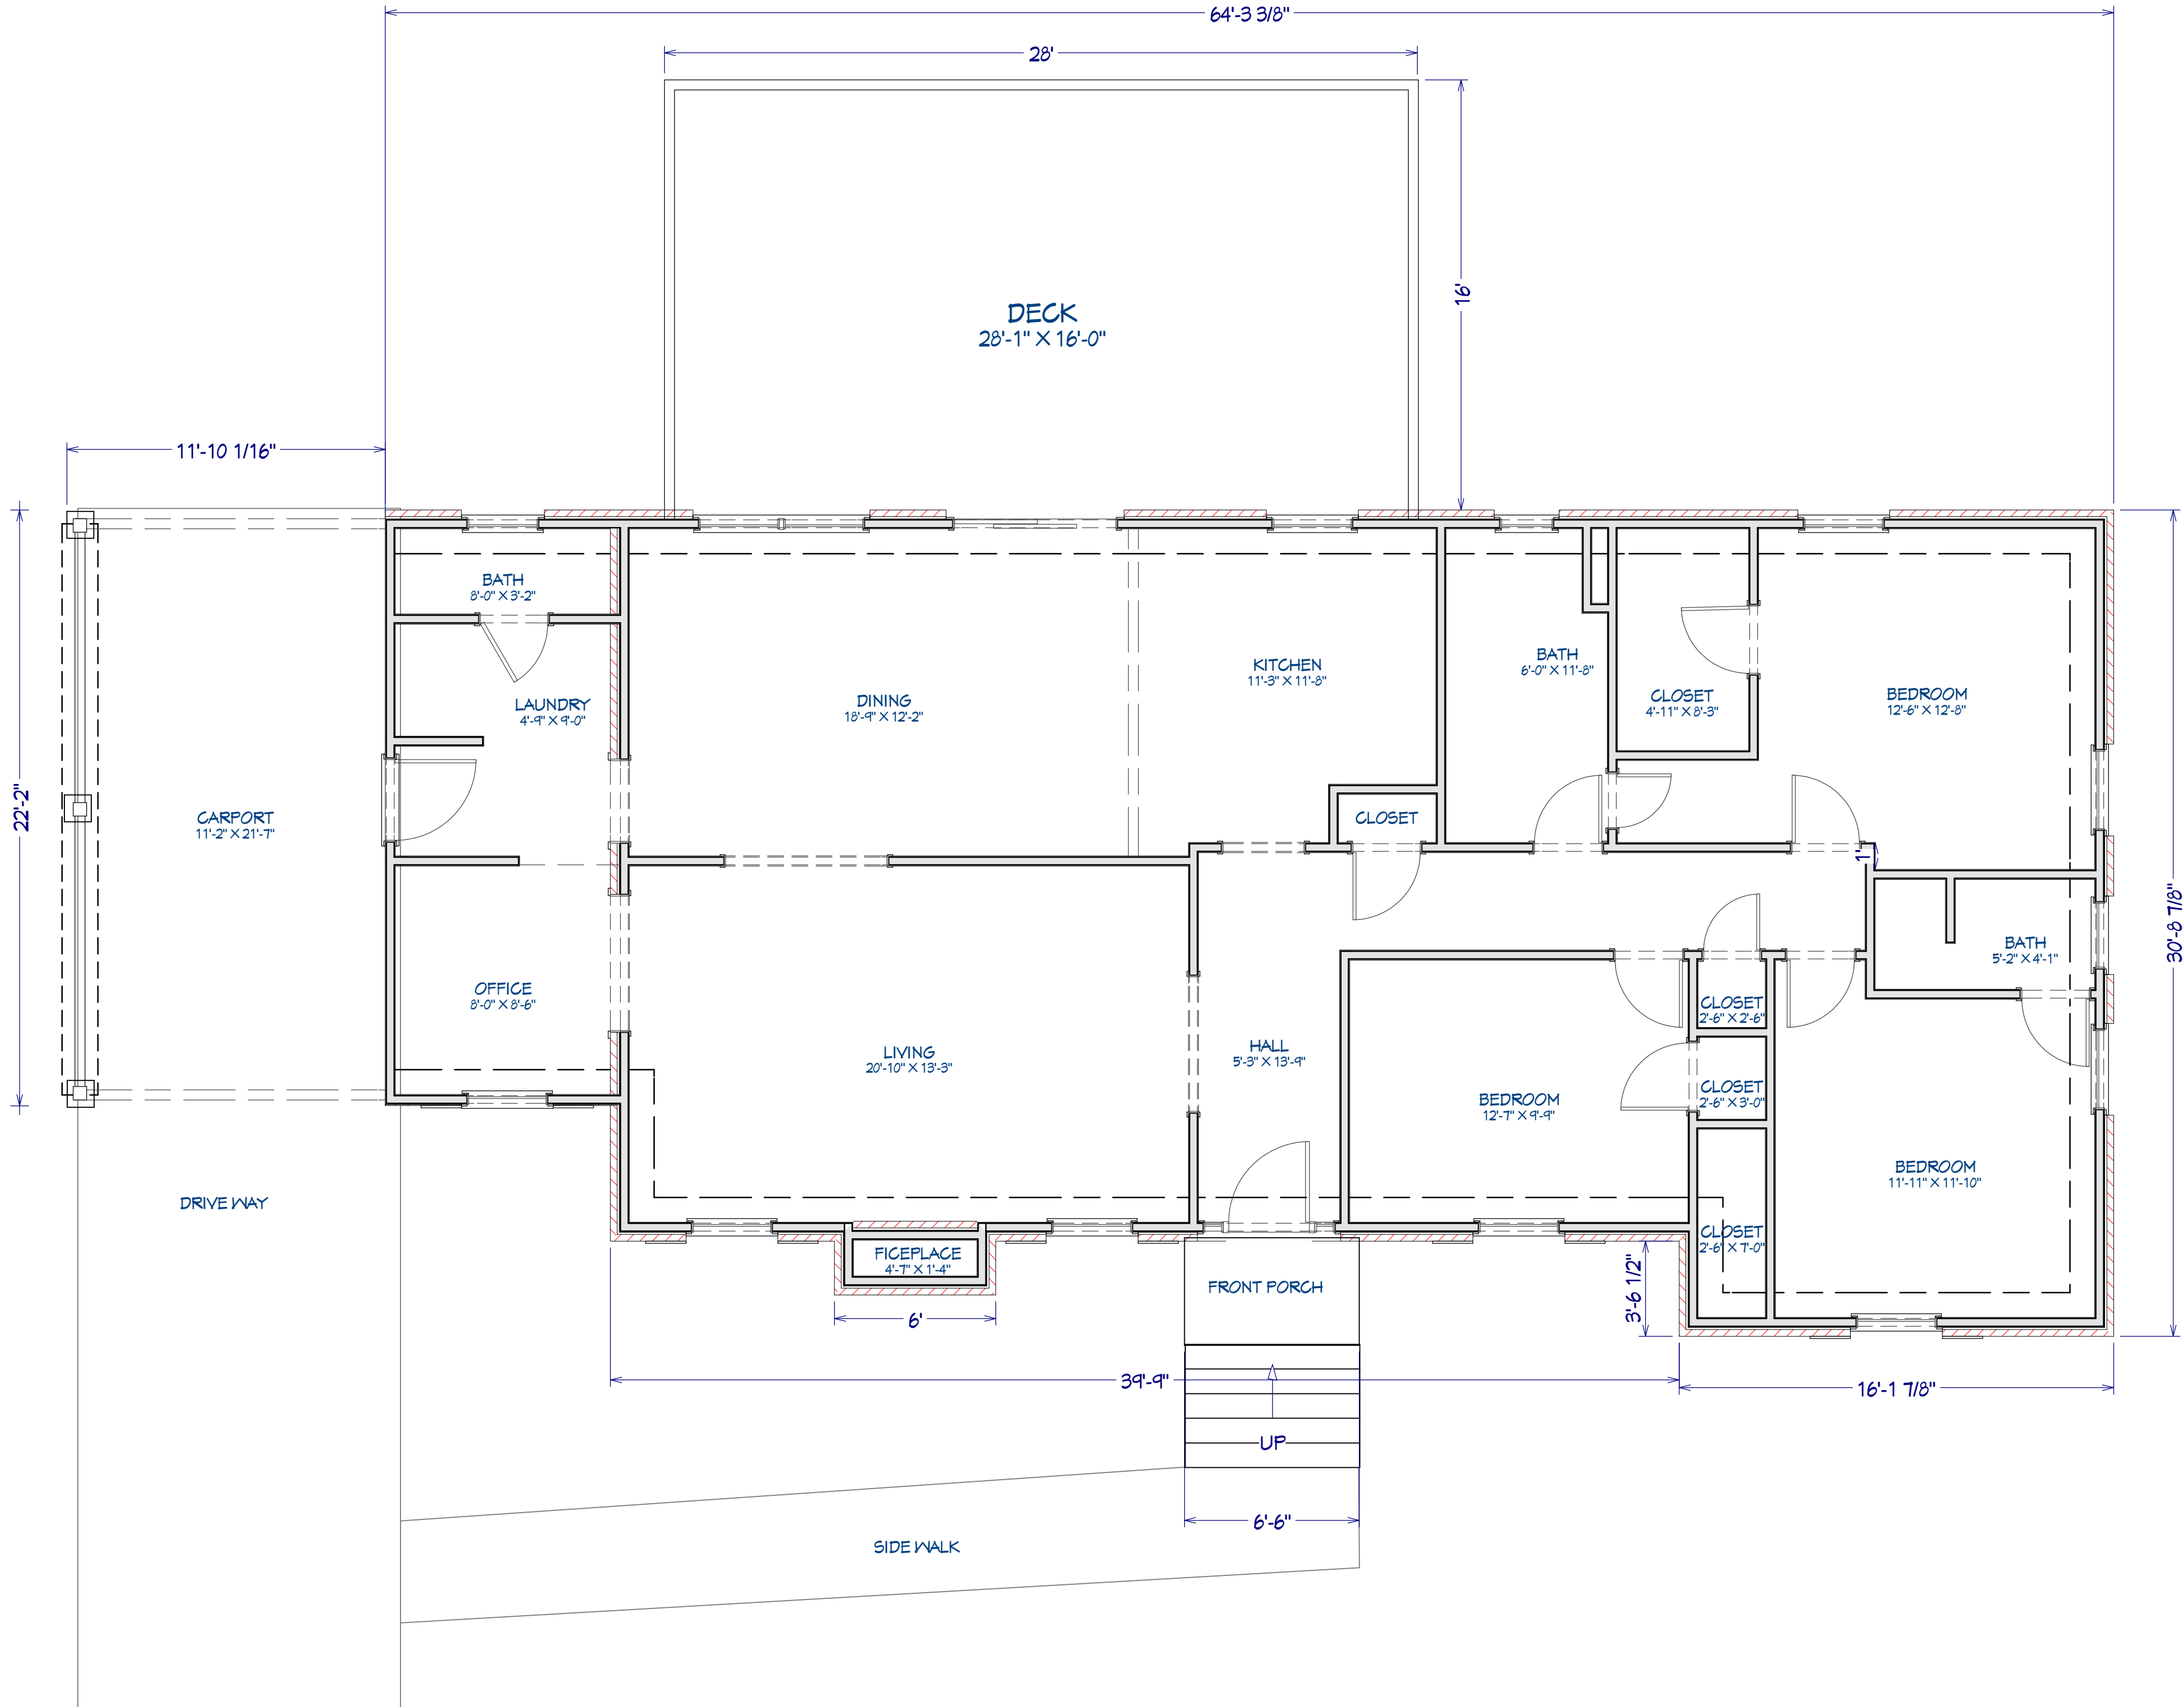 64'-3 3/8"
28'
16'
DECK
28'-1" X 16'-0"
11'-10 1/16"
22'-2"
BATH
8'-0" X 3'-2"
LAUNDRY
4'-9" X 9'-0"
DINING
18'-9" X 12'-2"
KITCHEN
11'-3" X 11'-8"
BATH
6'-0" X 11'-8"
CLOSET
4'-11" X 8'-3"
BEDROOM
12'-6" X 12'-8"
CARPORT
11'-2" X 21'-7"
CLOSET
1'
30'-8 7/8"
OFFICE
8'-0" X 8'-6"
LIVING
20'-10" X 13'-3"
HALL
5'-3" X 13'-9"
BATH
5'-2" X 4'-1"
CLOSET
2'-6" X 2'-6"
CLOSET
2'-6" X 3'-0"
BEDROOM
12'-7" X 9'-9"
BEDROOM
11'-11" X 11'-10"
CLOSET
2'-6" X 7'-0"
DRIVE WAY
FICEPLACE
4'-7" X 1'-4"
FRONT PORCH
3'-6 1/2"
6'
39'-9"
16'-1 7/8"
UP
6'-6"
SIDE WALK